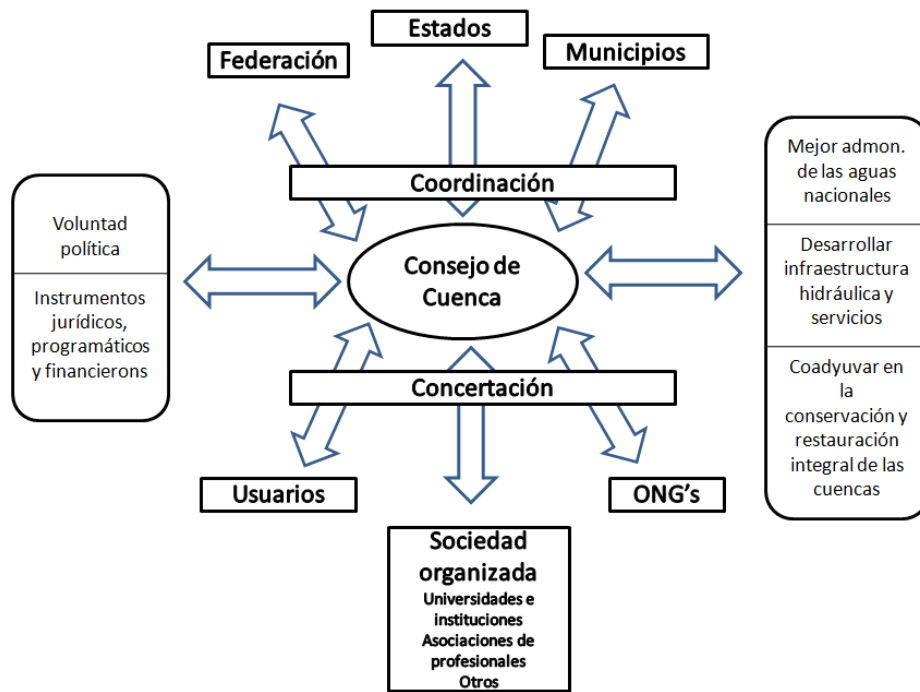 Estados
Federación
Municipios
Coordinación
Voluntad
política
Instrumentos
jurídicos,
programáticos
y financierons
Consejo de
Cuenca
Mejor admon.
de las aguas
nacionales
Desarrollar
infraestructura
hidráulica y
servicios
Coadyuvar en
la
conservación y
restauración
integral de las
cuencas
Concertación
Usuarios
ONG's
Sociedad
organizada
Universidades e
instituciones
Asociaciones de
profesionales
Otros